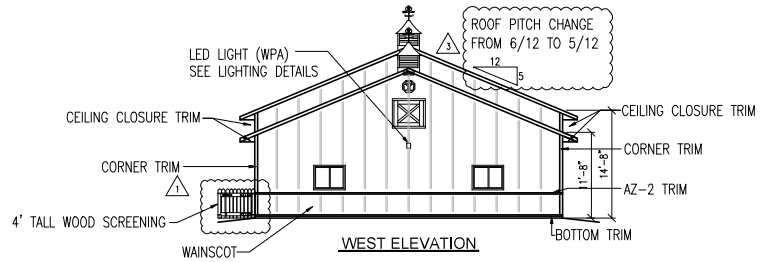 ROOF PITCH CHANGE
FROM 6/12 TO 5/12
3
12
5
LED LIGHT (WPA)
SEE LIGHTING DETAILS
CEILING CLOSURE TRIM
CEILING CLOSURE TRIM
CORNER TRIM
CORNER TRIM
11'-8"
14'-8"
1
AZ-2 TRIM
4' TALL WOOD SCREENING
WAINSCOT
WEST ELEVATION
BOTTOM TRIM